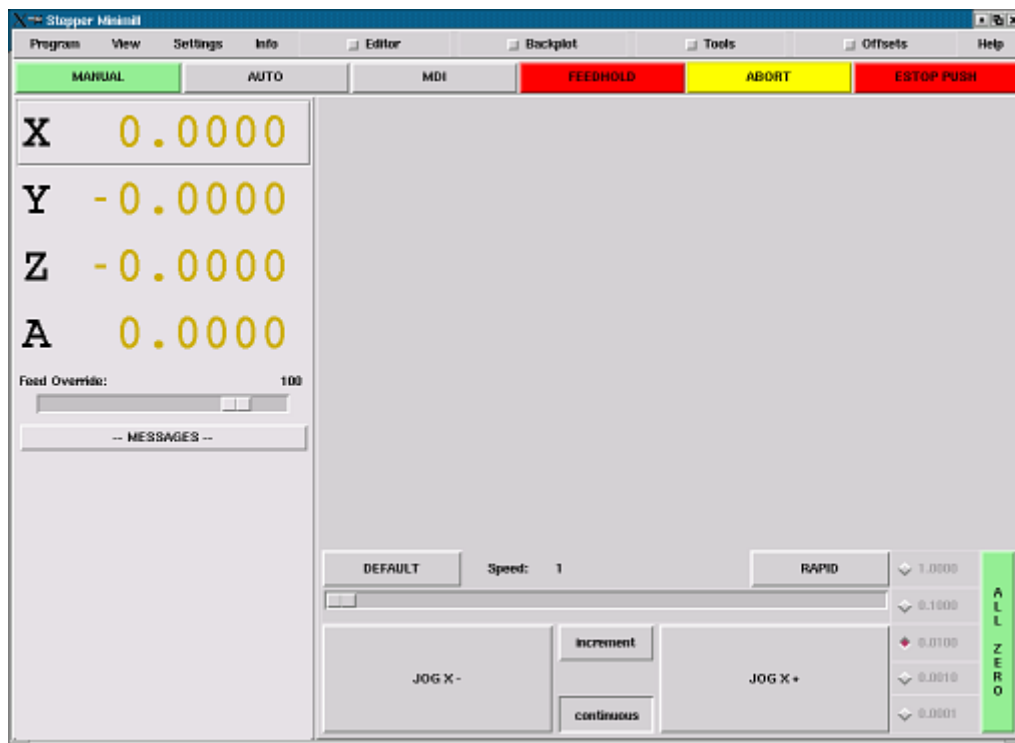 Stepper Minimill
Program View Settings Info Editor Backplot Tools Offsets Help
MANUAL AUTO MDI FEEDHOLD ABORT ESTOP PUSH
X 0.0000
Y -0.0000
Z -0.0000
A 0.0000
Feed Override: 100
-- MESSAGES --
DEFAULT Speed: 1 RAPID
JOG X - increment JOG X +
continuous
1.0000
0.1000
0.0100
0.0010
0.0001
ALL ZERO